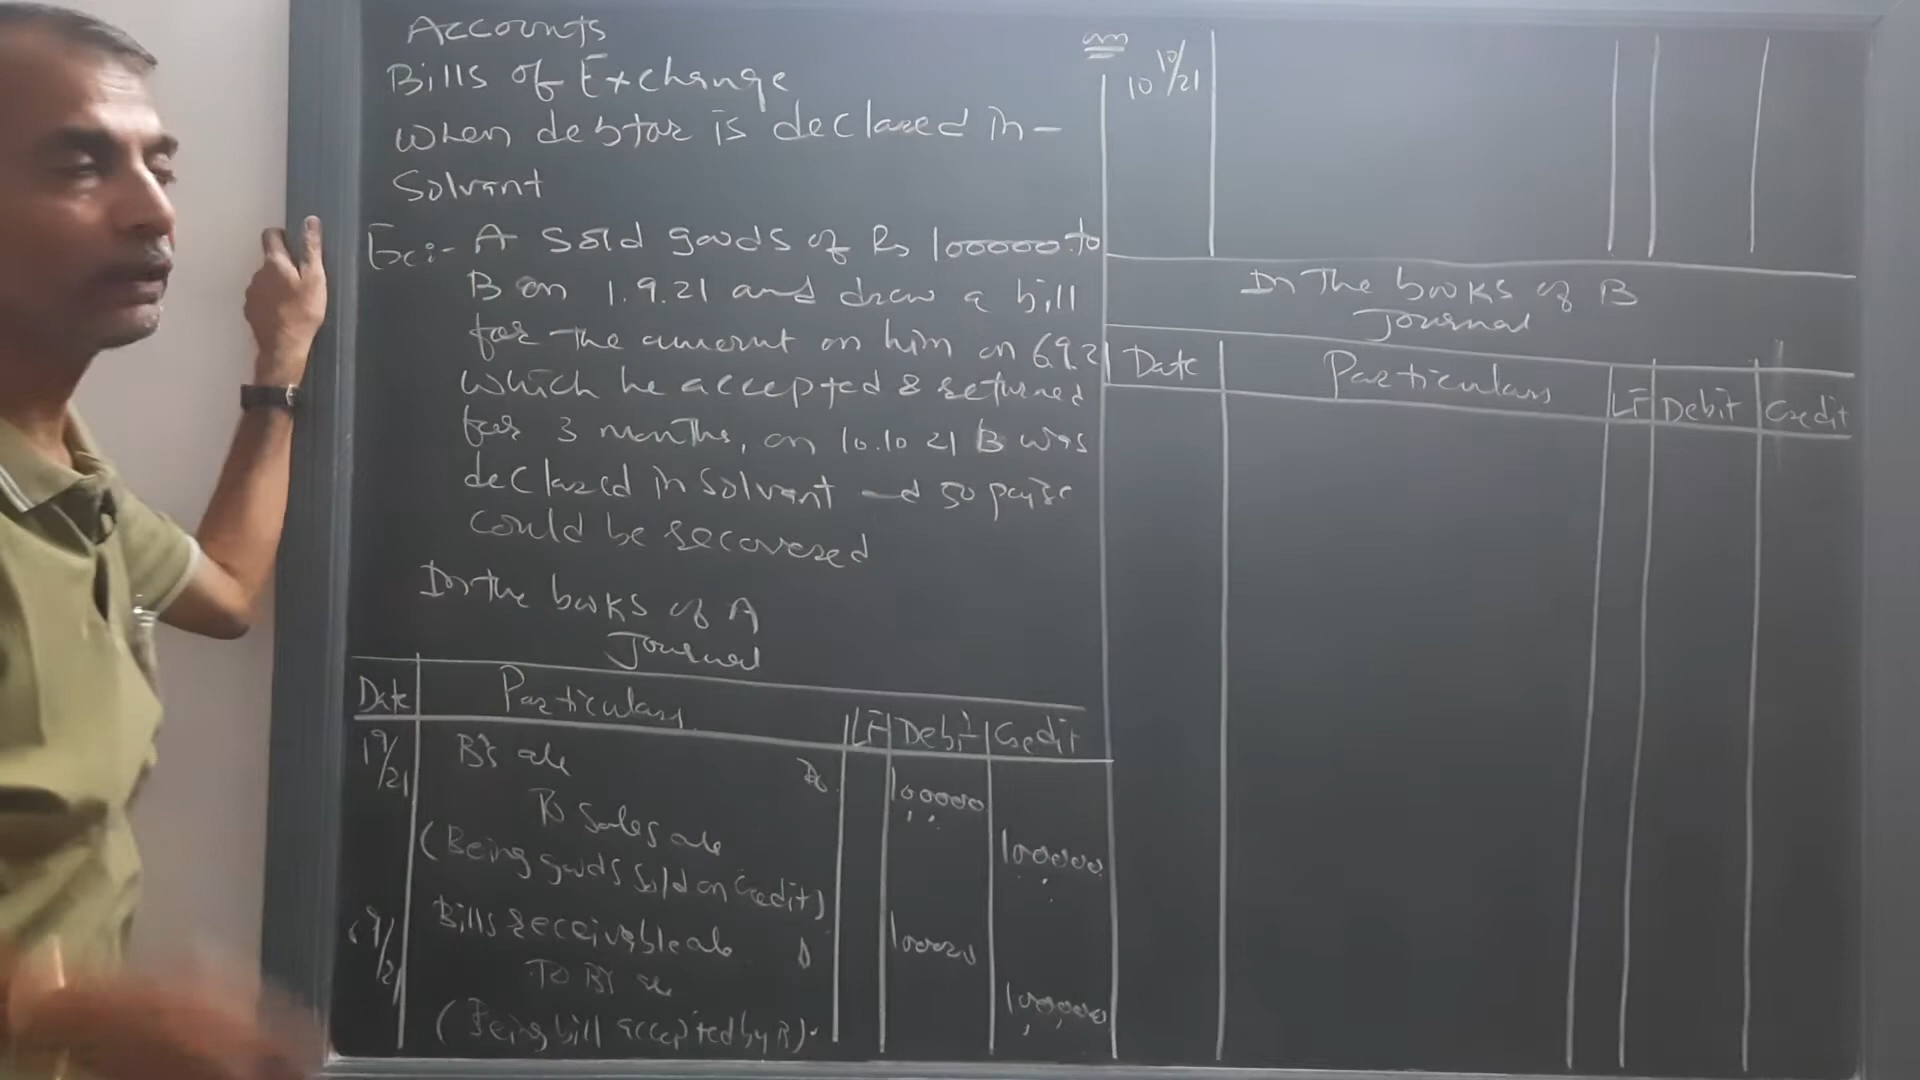 Accounts
Bills of Exchange
when debtor is declared in-
Solvant
Ex:- A Sold goods of Rs 100000 to
B on 1.9.21 and draw a bill
for the amount on him on 6.9.21
which he accepted & returned
for 3 months, on 10.10 21 B was
declared in solvant and 50 paise
could be recovered
In the books of A
Journal
Date Particulars LF Debit Credit
1 9/21 B's a/c Dr 100000
To Sales a/c 100000
(Being goods sold on credit)
6 9/21 Bills receivable a/c D 100000
To B's a/c 100000
(Being bill accepted by B).
10 10/21
In The books of B
Journal
Date Particulars LF Debit Credit